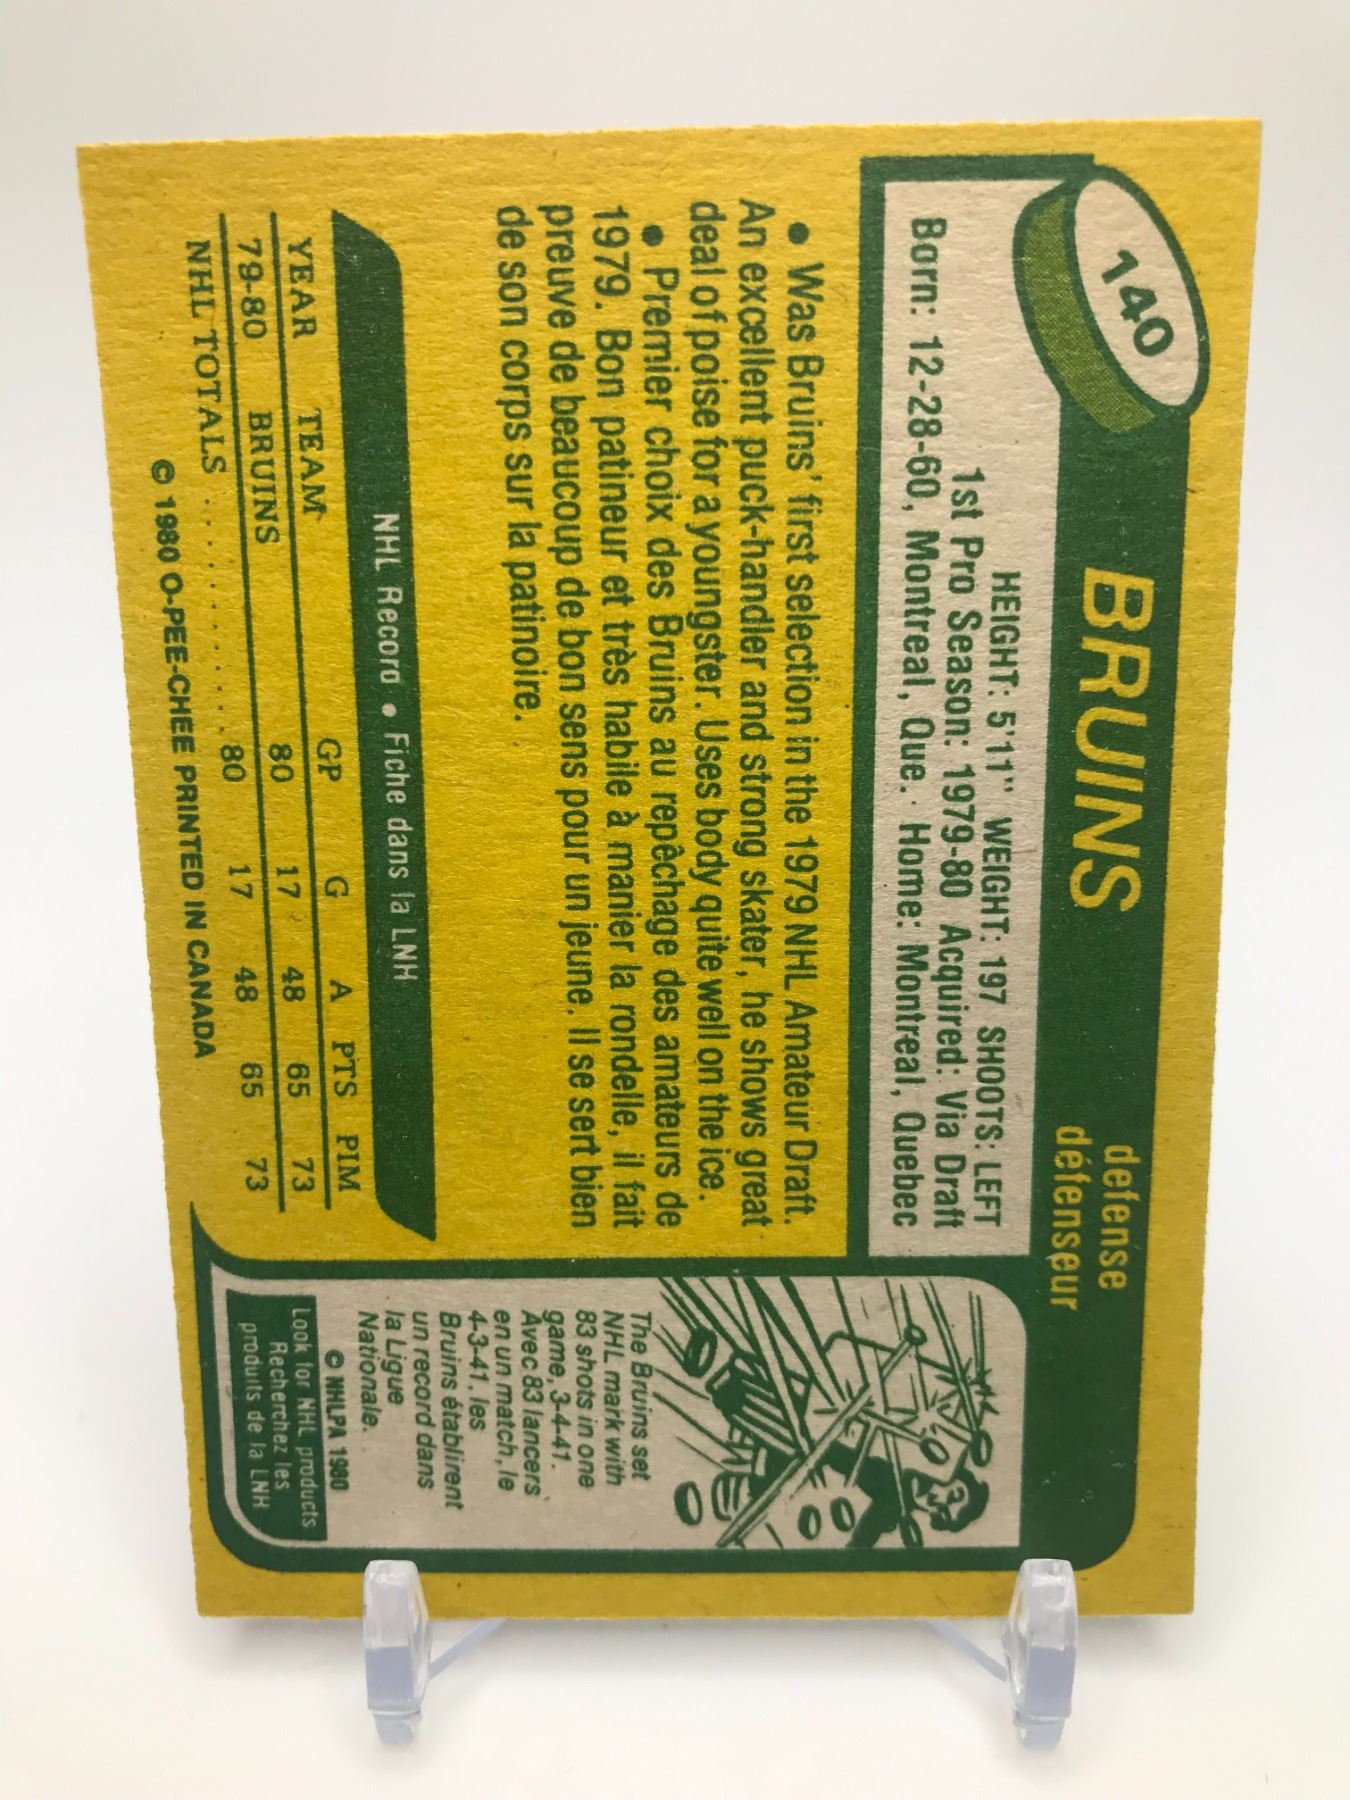 140
BRUINS
defense
défenseur
HEIGHT: 5'11" WEIGHT: 197 SHOOTS: LEFT
1st Pro Season: 1979-80 Acquired: Via Draft
Born: 12-28-60, Montreal, Que. Home: Montreal, Quebec
• Was Bruins' first selection in the 1979 NHL Amateur Draft.
An excellent puck-handler and strong skater, he shows great
deal of poise for a youngster. Uses body quite well on the ice.
• Premier choix des Bruins au repêchage des amateurs de
1979. Bon patineur et très habile à manier la rondelle, il fait
preuve de beaucoup de bon sens pour un jeune. Il se sert bien
de son corps sur la patinoire.
NHL Record • Fiche dans la LNH
YEAR TEAM GP G A PTS PIM
79-80 BRUINS 80 17 48 65 73
NHL TOTALS . . . . . . . . . . . . . 80 17 48 65 73
© 1980 O-PEE-CHEE PRINTED IN CANADA
The Bruins set
NHL mark with
83 shots in one
game, 3-4-41.
Avec 83 lancers
en un match, le
4-3-41, les
Bruins établirent
un record dans
la Ligue
Nationale.
© NHLPA 1980
Look for NHL products
Recherchez les
produits de la LNH